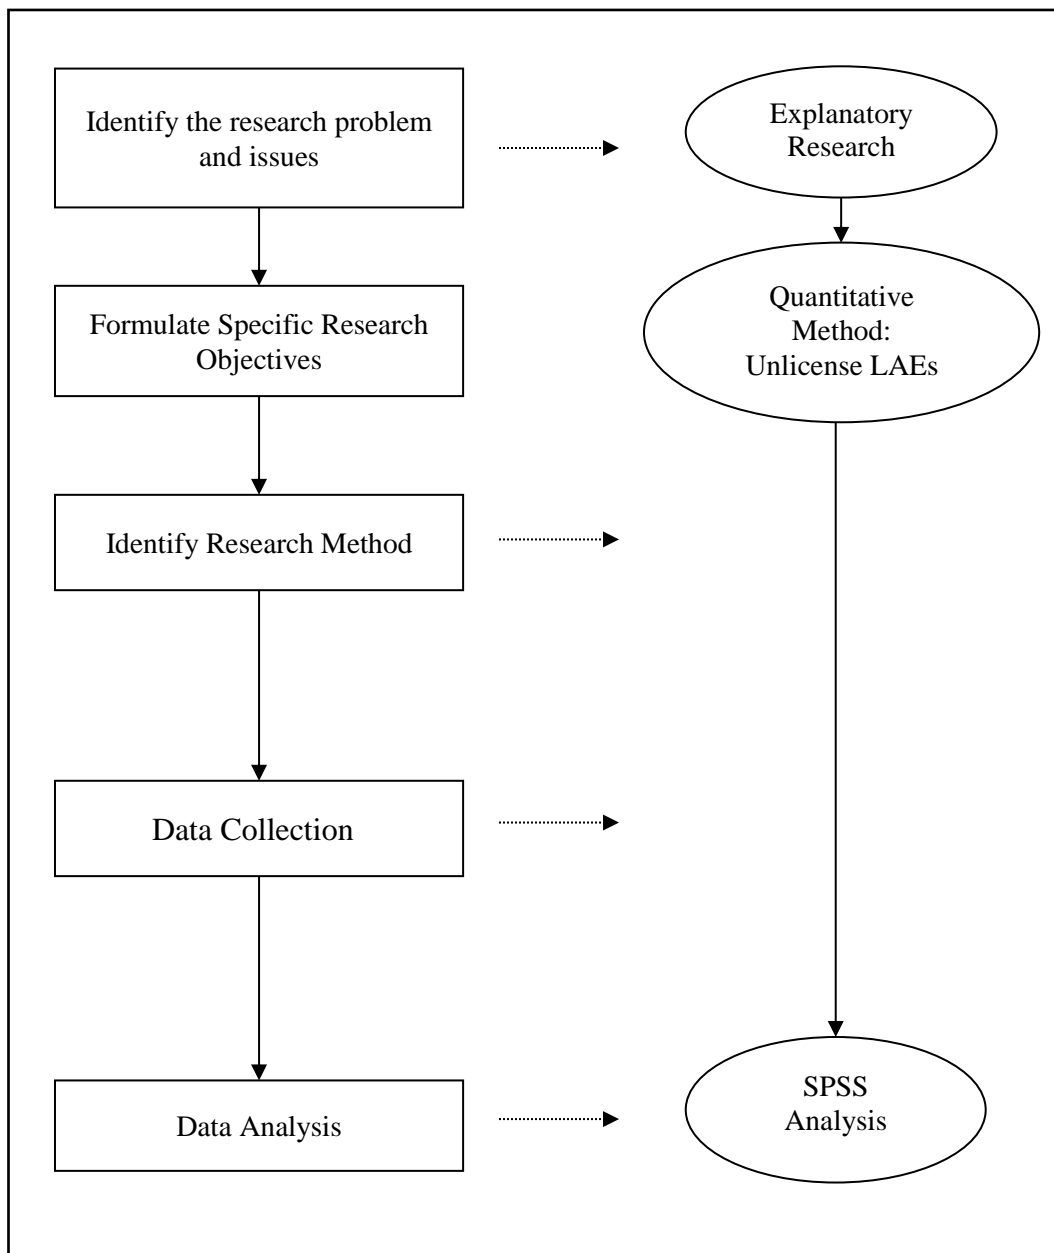 Identify the research problem
and issues
Explanatory
Research
Formulate Specific Research
Objectives
Quantitative
Method:
Unlicense LAEs
Identify Research Method
Data Collection
Data Analysis
SPSS
Analysis